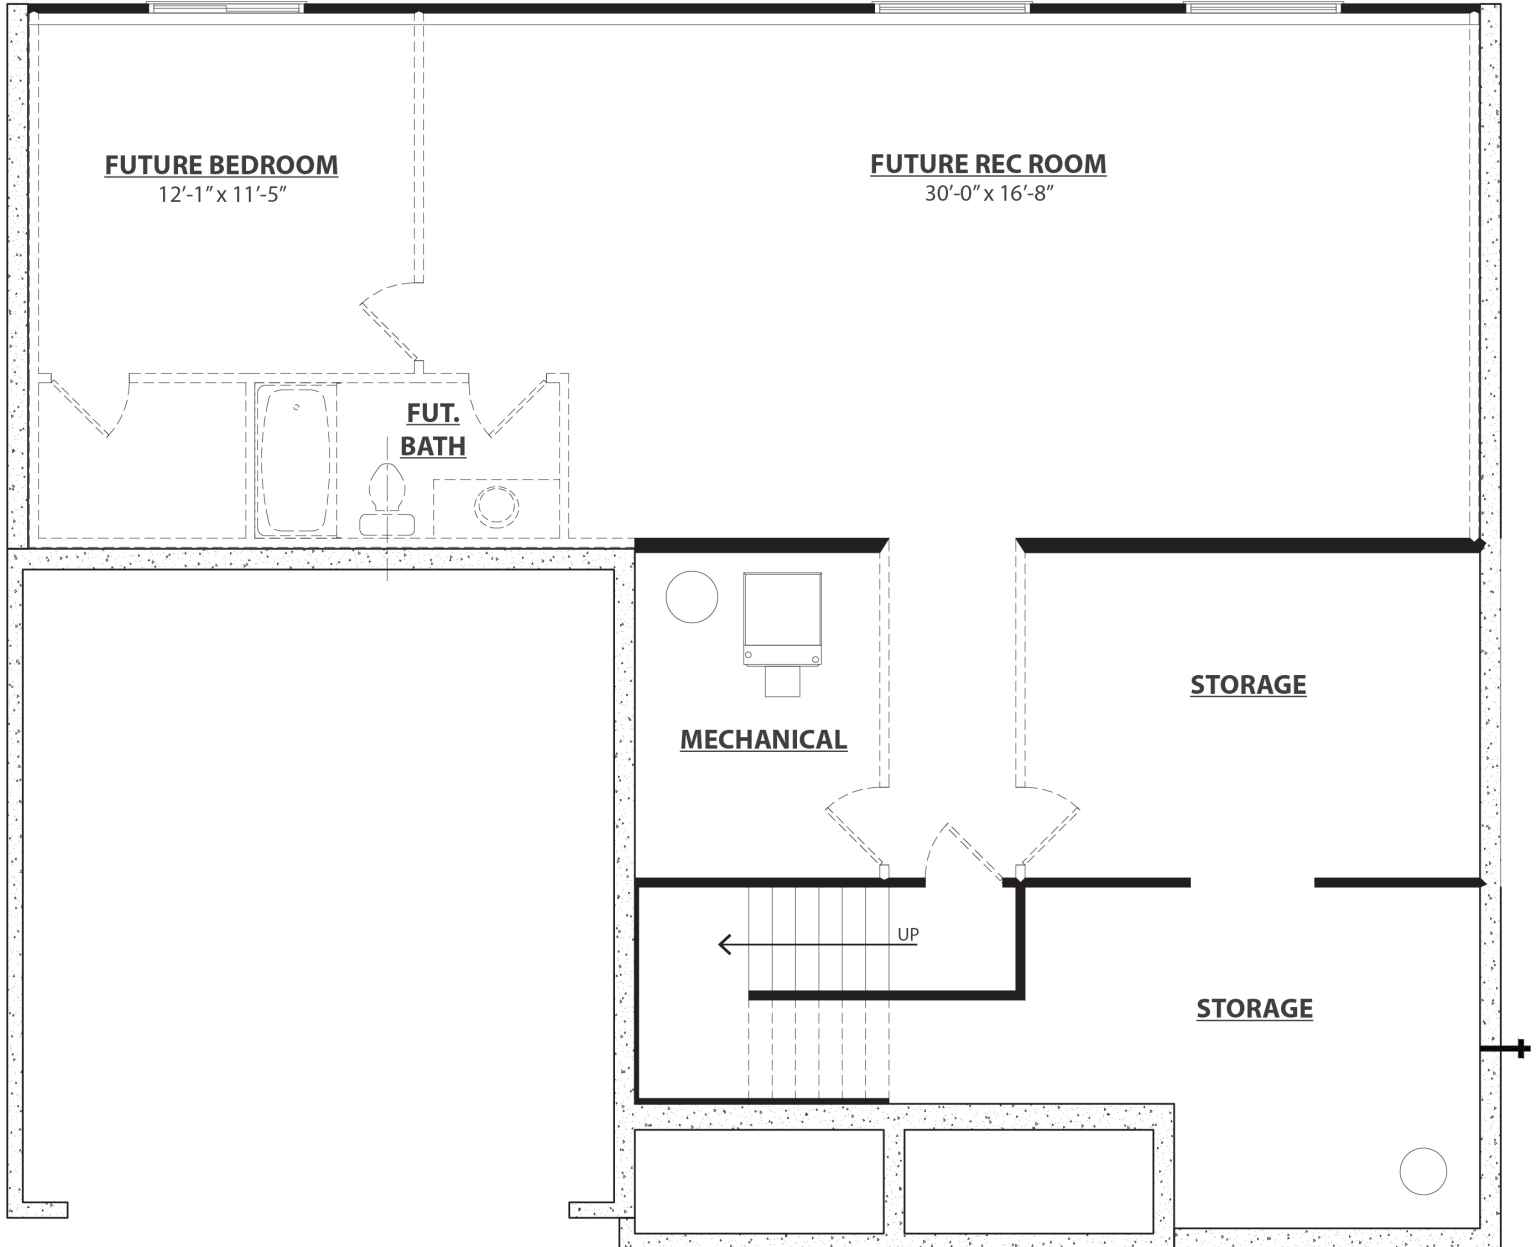 FUTURE BEDROOM
12’-1” x 11’-5”
FUTURE REC ROOM
30’-0” x 16’-8”
FUT.
BATH
STORAGE
MECHANICAL
UP
STORAGE